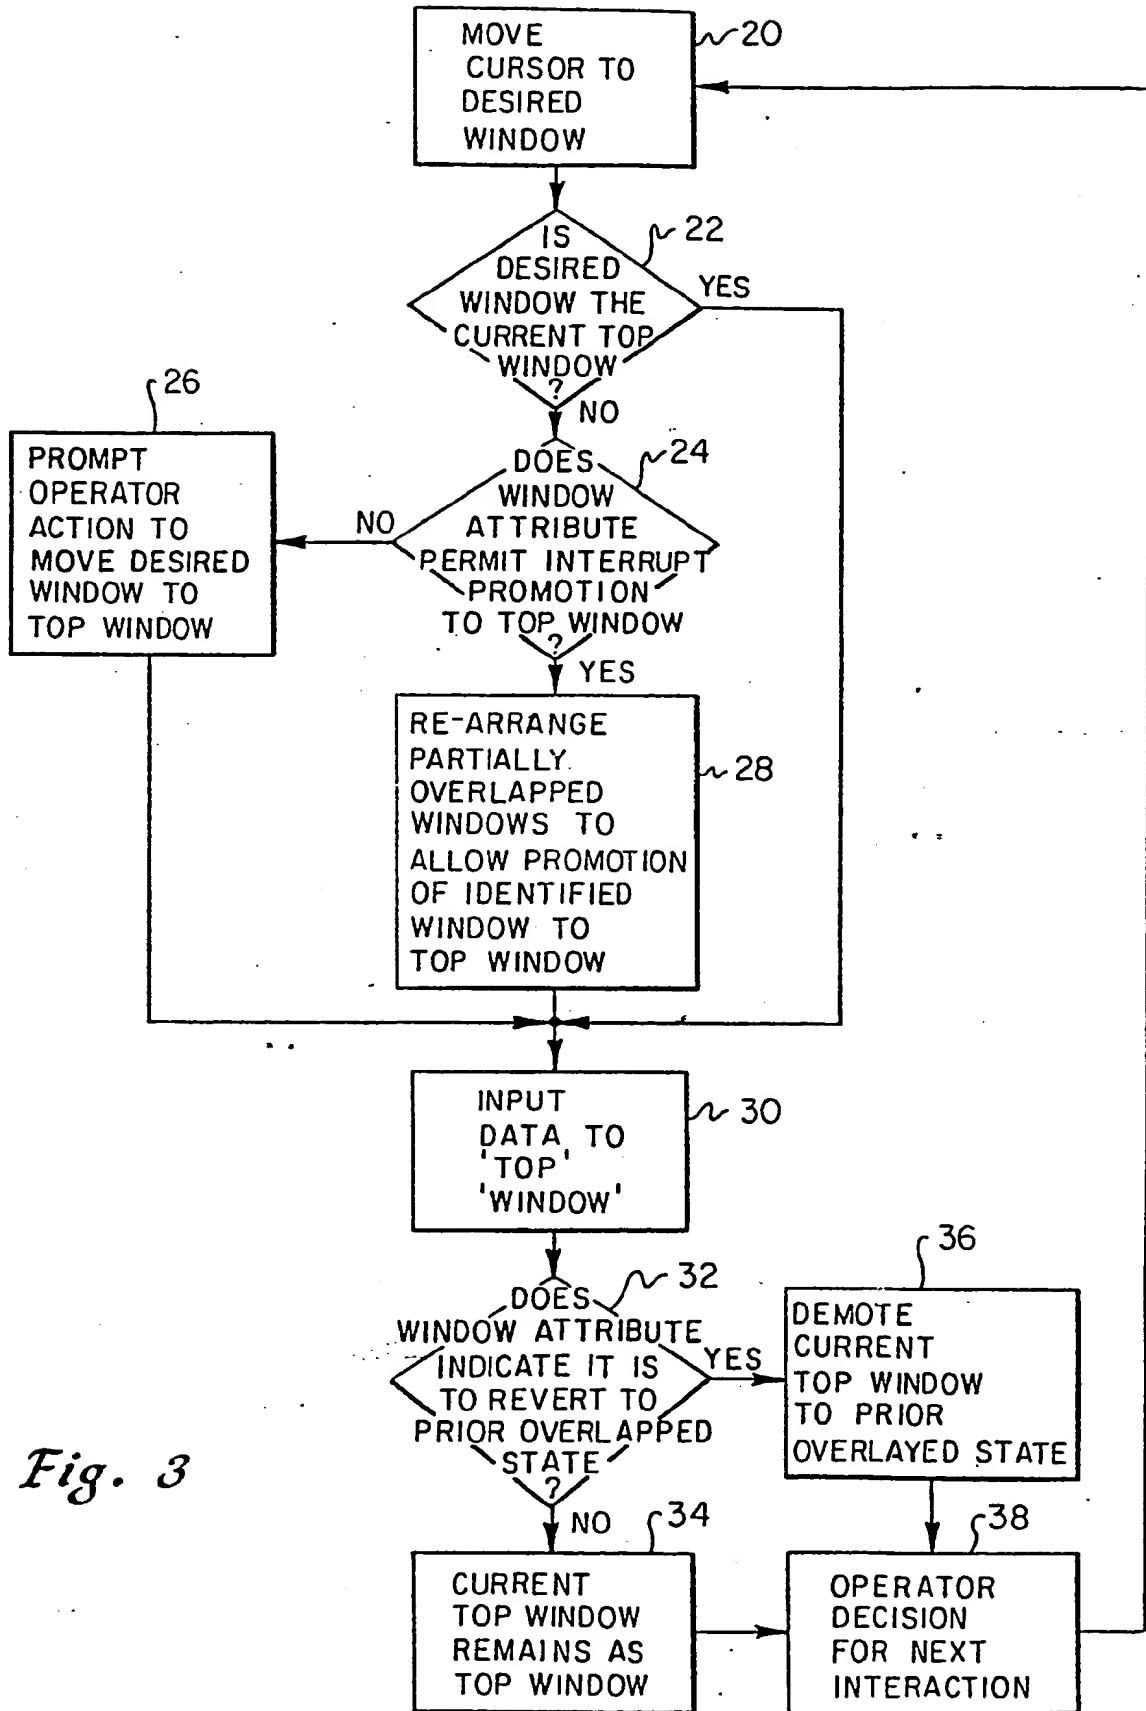 MOVE
CURSOR TO
DESIRED
WINDOW
20
IS
DESIRED
WINDOW THE
CURRENT TOP
WINDOW
?
22
YES
NO
DOES
WINDOW
ATTRIBUTE
PERMIT INTERRUPT
PROMOTION
TO TOP WINDOW
?
24
NO
YES
26
PROMPT
OPERATOR
ACTION TO
MOVE DESIRED
WINDOW TO
TOP WINDOW
RE-ARRANGE
PARTIALLY
OVERLAPPED
WINDOWS TO
ALLOW PROMOTION
OF IDENTIFIED
WINDOW TO
TOP WINDOW
28
INPUT
DATA TO
'TOP'
'WINDOW'
30
DOES
WINDOW ATTRIBUTE
INDICATE IT IS
TO REVERT TO
PRIOR OVERLAPPED
STATE
?
32
YES
NO
36
DEMOTE
CURRENT
TOP WINDOW
TO PRIOR
OVERLAYED STATE
34
CURRENT
TOP WINDOW
REMAINS AS
TOP WINDOW
38
OPERATOR
DECISION
FOR NEXT
INTERACTION
Fig. 3